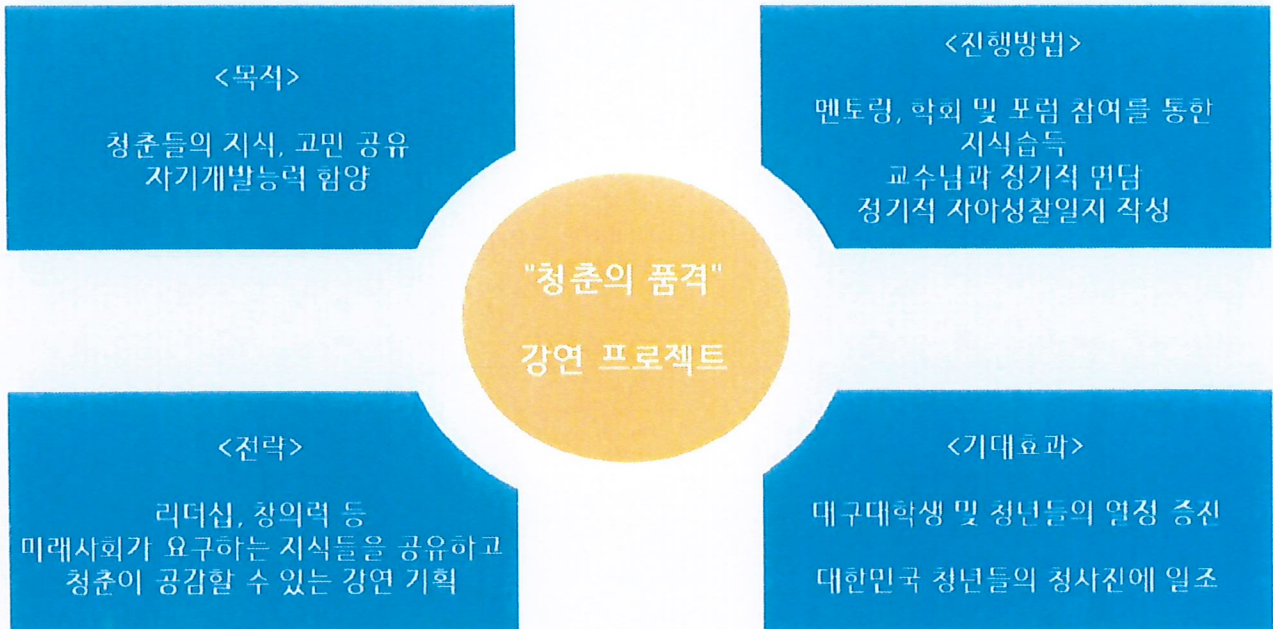 <목적>
청춘들의 지식, 고민 공유
자기개발능력 함양
<진행방법>
멘토링, 학회 및 포럼 참여를 통한
지식습득
교수님과 정기적 면담
정기적 자아성찰일지 작성
"청춘의 품격"
강연 프로젝트
<전략>
리더십, 창의력 등
미래사회가 요구하는 지식들을 공유하고
청춘이 공감할 수 있는 강연 기획
<기대효과>
대구대학생 및 청년들의 열정 증진
대한민국 청년들의 청사진에 일조